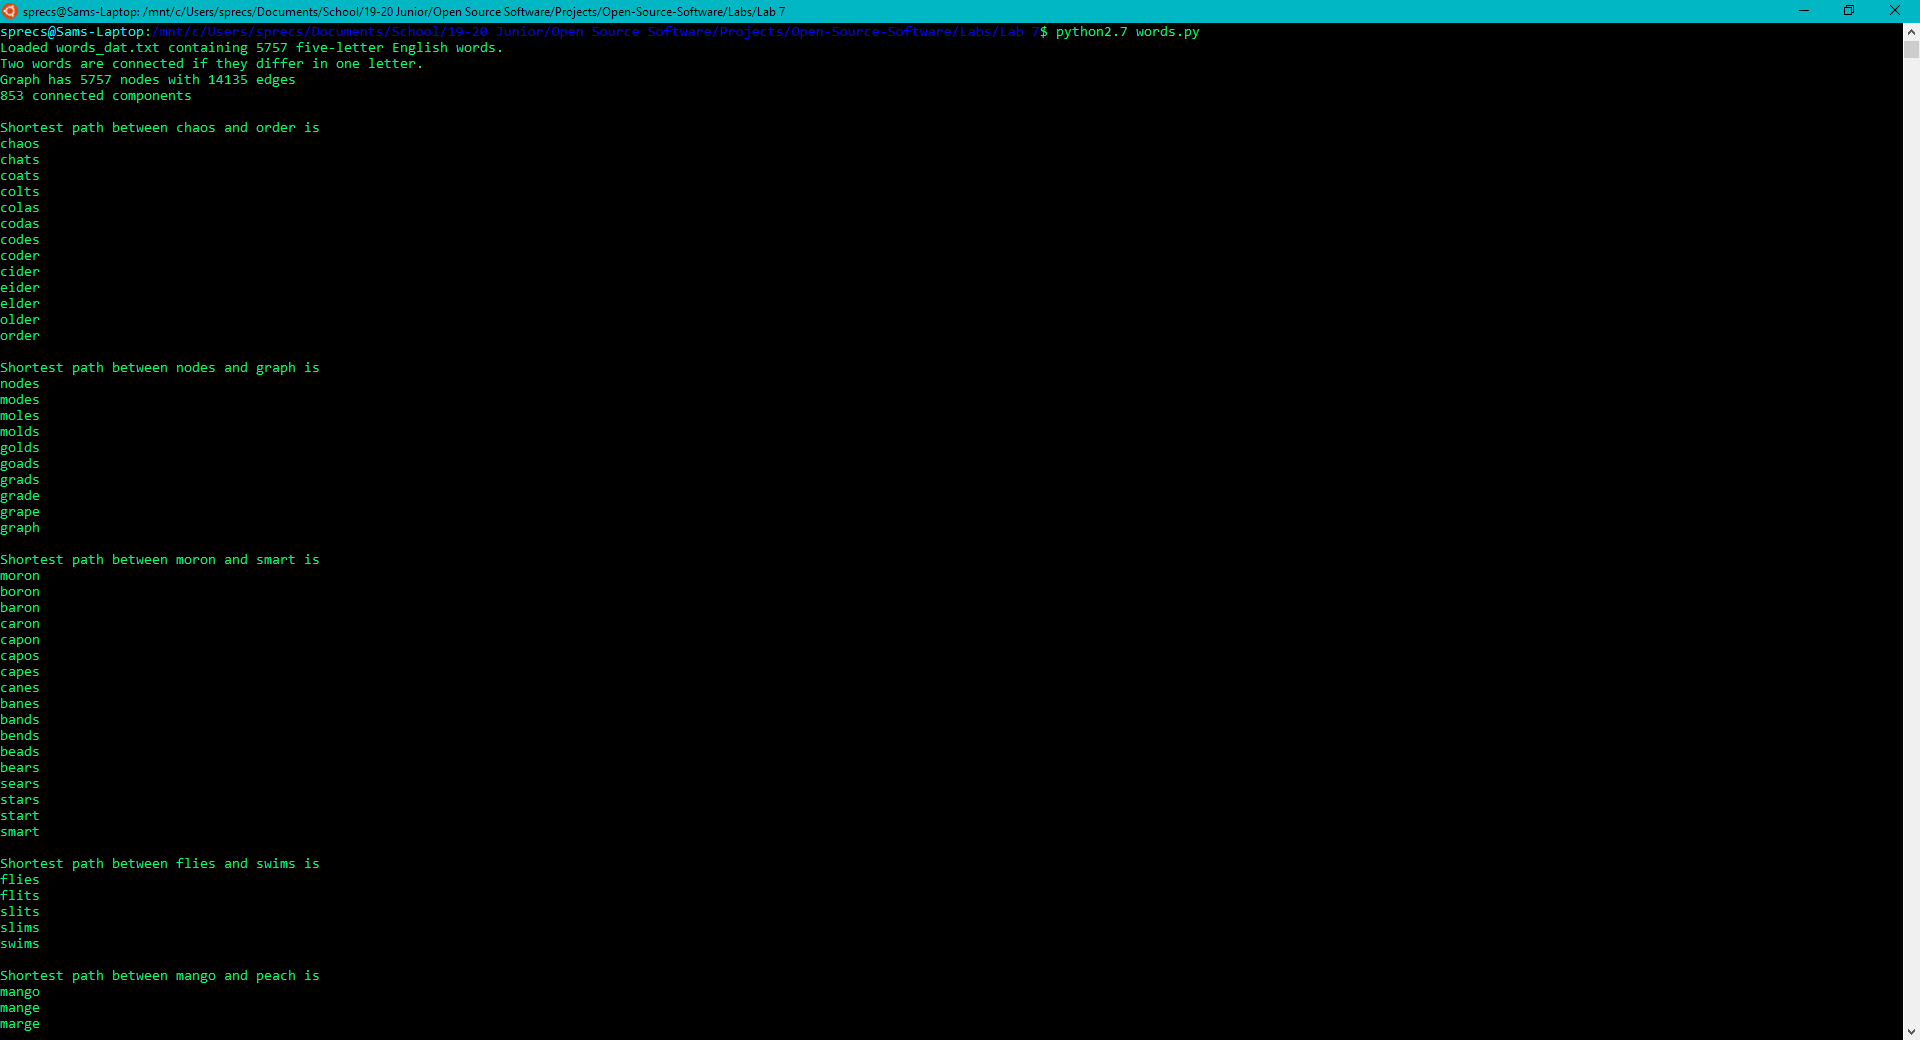 sprecs@Sams-Laptop: /mnt/c/Users/sprecs/Documents/School/19-20 Junior/Open Source Software/Projects/Open-Source-Software/Labs/Lab 7
sprecs@Sams-Laptop:/mnt/c/Users/sprecs/Documents/School/19-20 Junior/Open Source Software/Projects/Open-Source-Software/Labs/Lab 7$ python2.7 words.py
Loaded words_dat.txt containing 5757 five-letter English words.
Two words are connected if they differ in one letter.
Graph has 5757 nodes with 14135 edges
853 connected components
Shortest path between chaos and order is
chaos
chats
coats
colts
colas
codas
codes
coder
cider
eider
elder
older
order
Shortest path between nodes and graph is
nodes
modes
moles
molds
golds
goads
grads
grade
grape
graph
Shortest path between moron and smart is
moron
boron
baron
caron
capon
capos
capes
canes
banes
bands
bends
beads
bears
sears
stars
start
smart
Shortest path between flies and swims is
flies
flits
slits
slims
swims
Shortest path between mango and peach is
mango
mange
marge